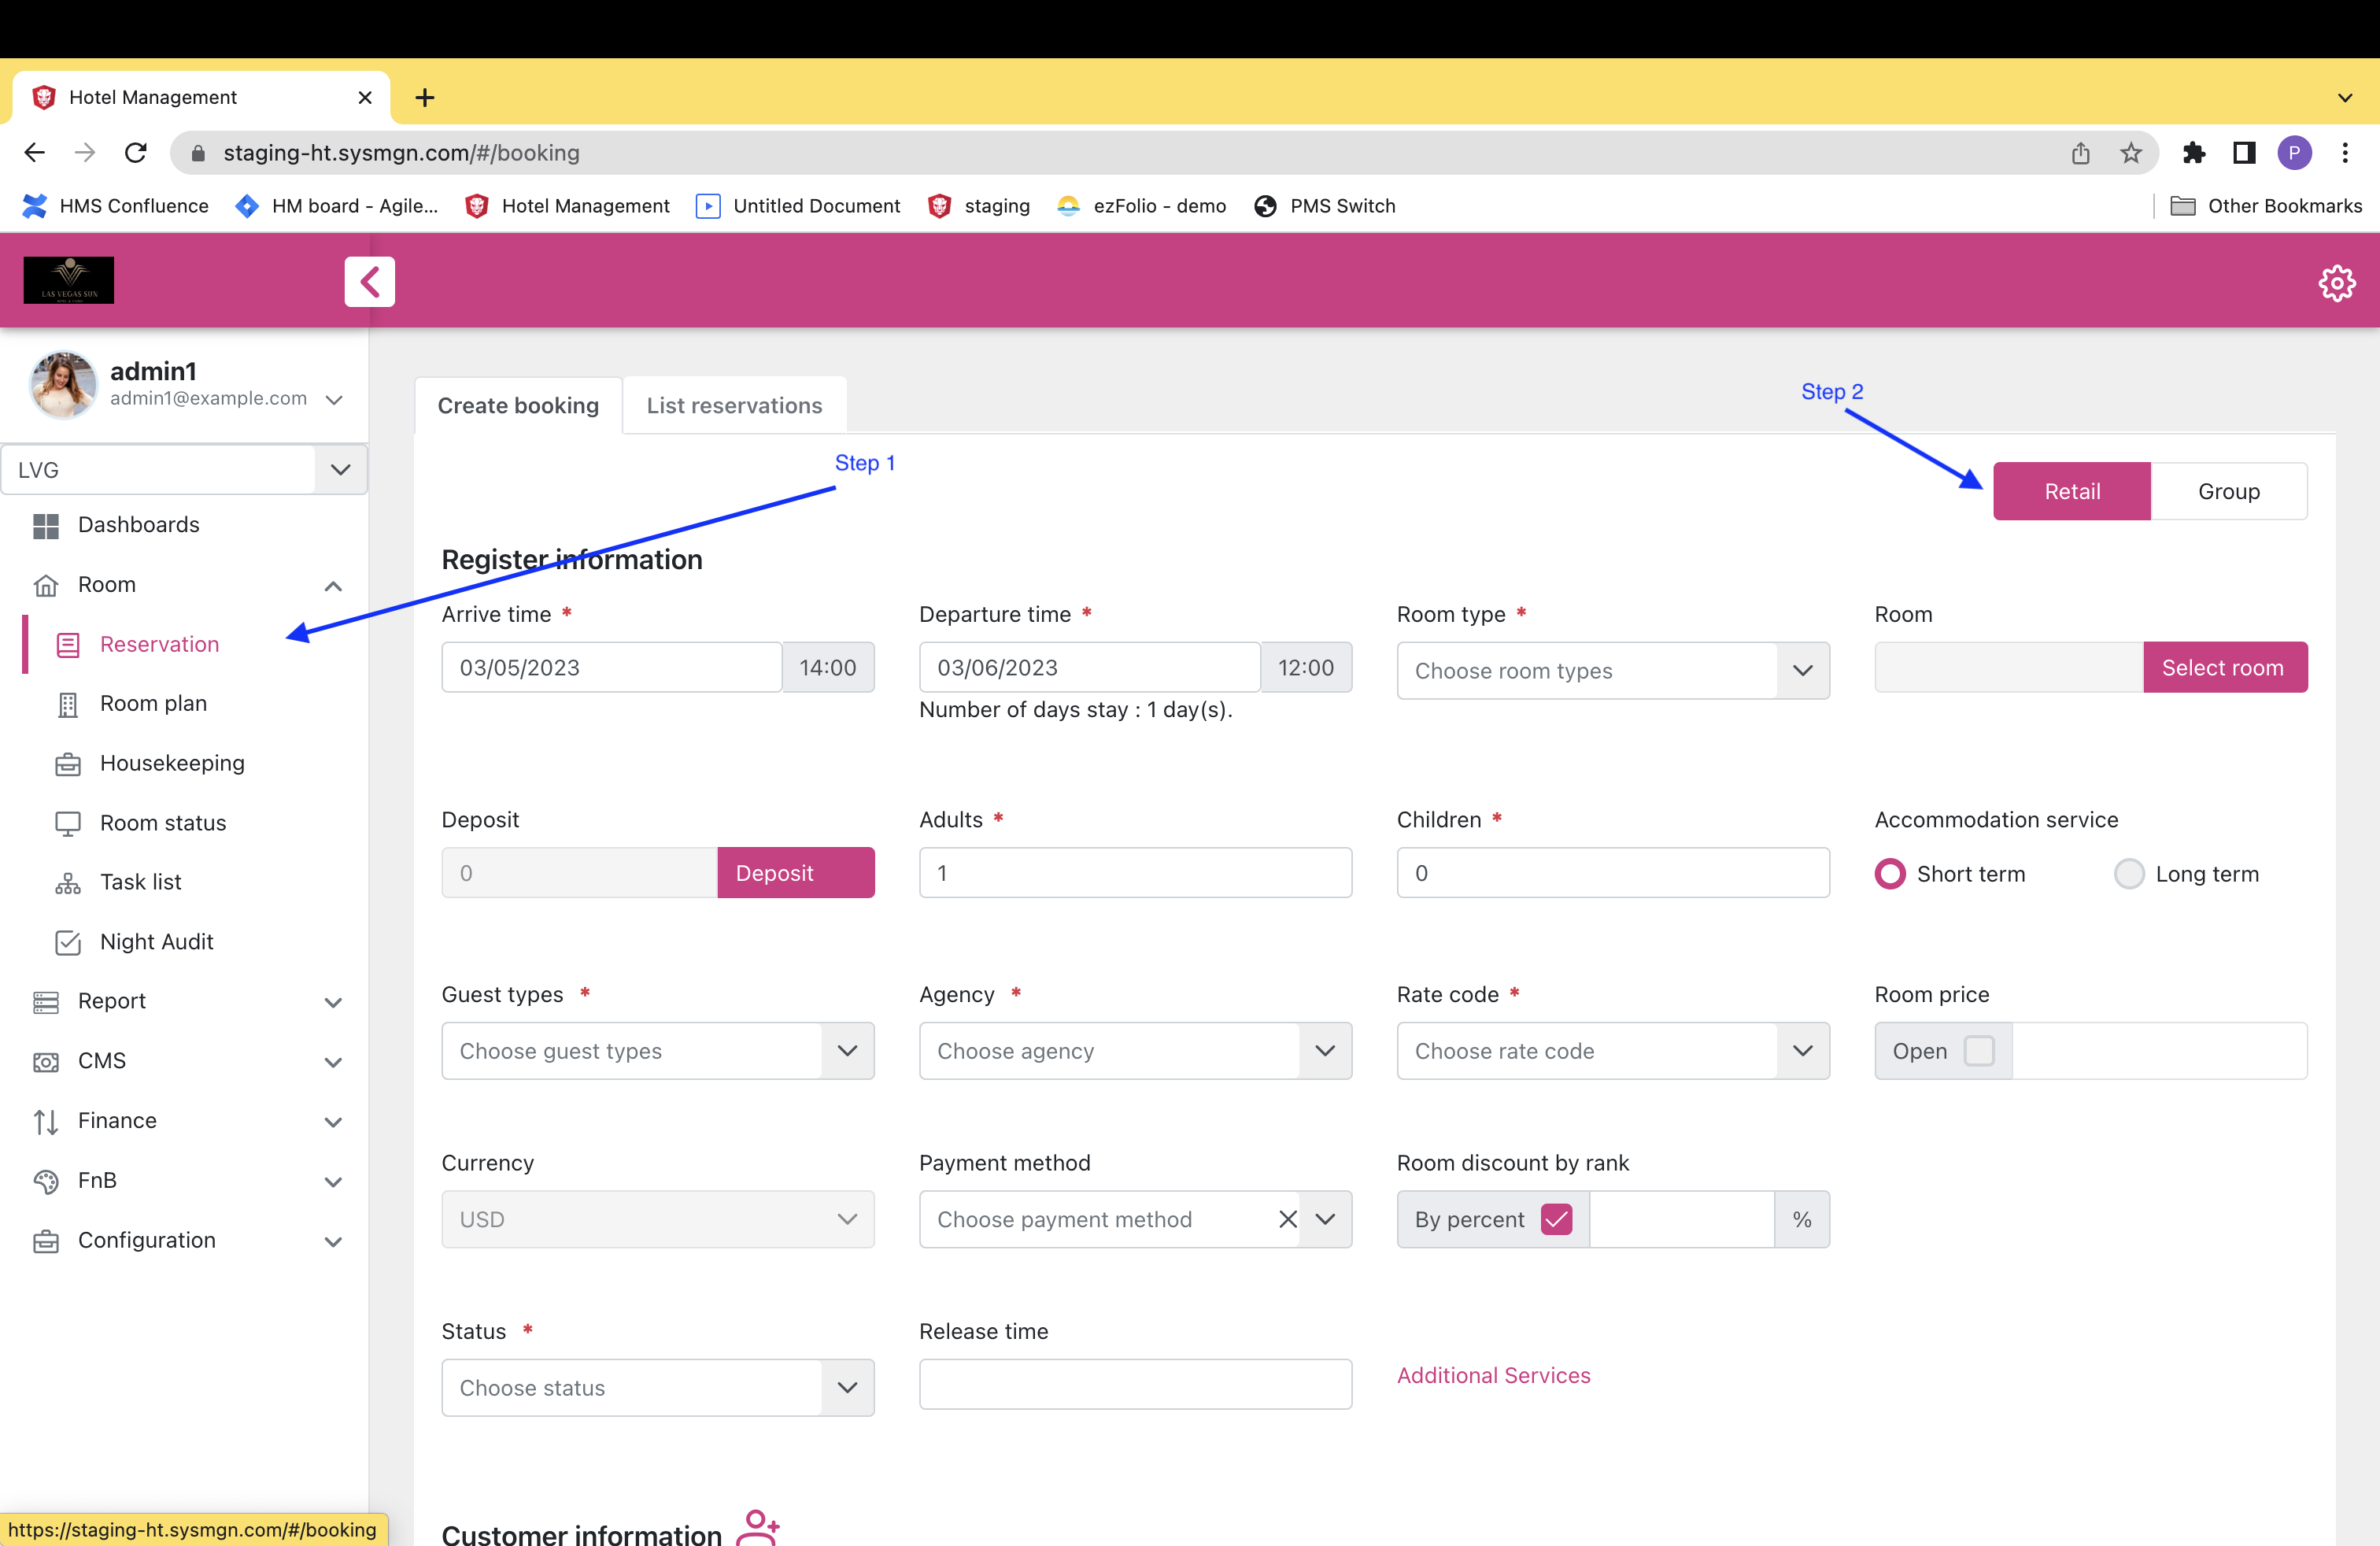 Hotel Management
staging-ht.sysmgn.com/#/booking
P
HMS Confluence
HM board - Agile...
Hotel Management
Untitled Document
staging
ezFolio - demo
PMS Switch
Other Bookmarks
LAS VEGAS SUN
admin1
admin1@example.com
LVG
Dashboards
Room
Reservation
Room plan
Housekeeping
Room status
Task list
Night Audit
Report
CMS
Finance
FnB
Configuration
https://staging-ht.sysmgn.com/#/booking
Create booking
List reservations
Step 1
Step 2
Retail
Group
Register information
Arrive time *
Departure time *
Room type *
Room
03/05/2023
14:00
03/06/2023
12:00
Choose room types
Select room
Number of days stay : 1 day(s).
Deposit
Adults *
Children *
Accommodation service
0
Deposit
1
0
Short term
Long term
Guest types *
Agency *
Rate code *
Room price
Choose guest types
Choose agency
Choose rate code
Open
Currency
Payment method
Room discount by rank
USD
Choose payment method
By percent
%
Status *
Release time
Choose status
Additional Services
Customer information